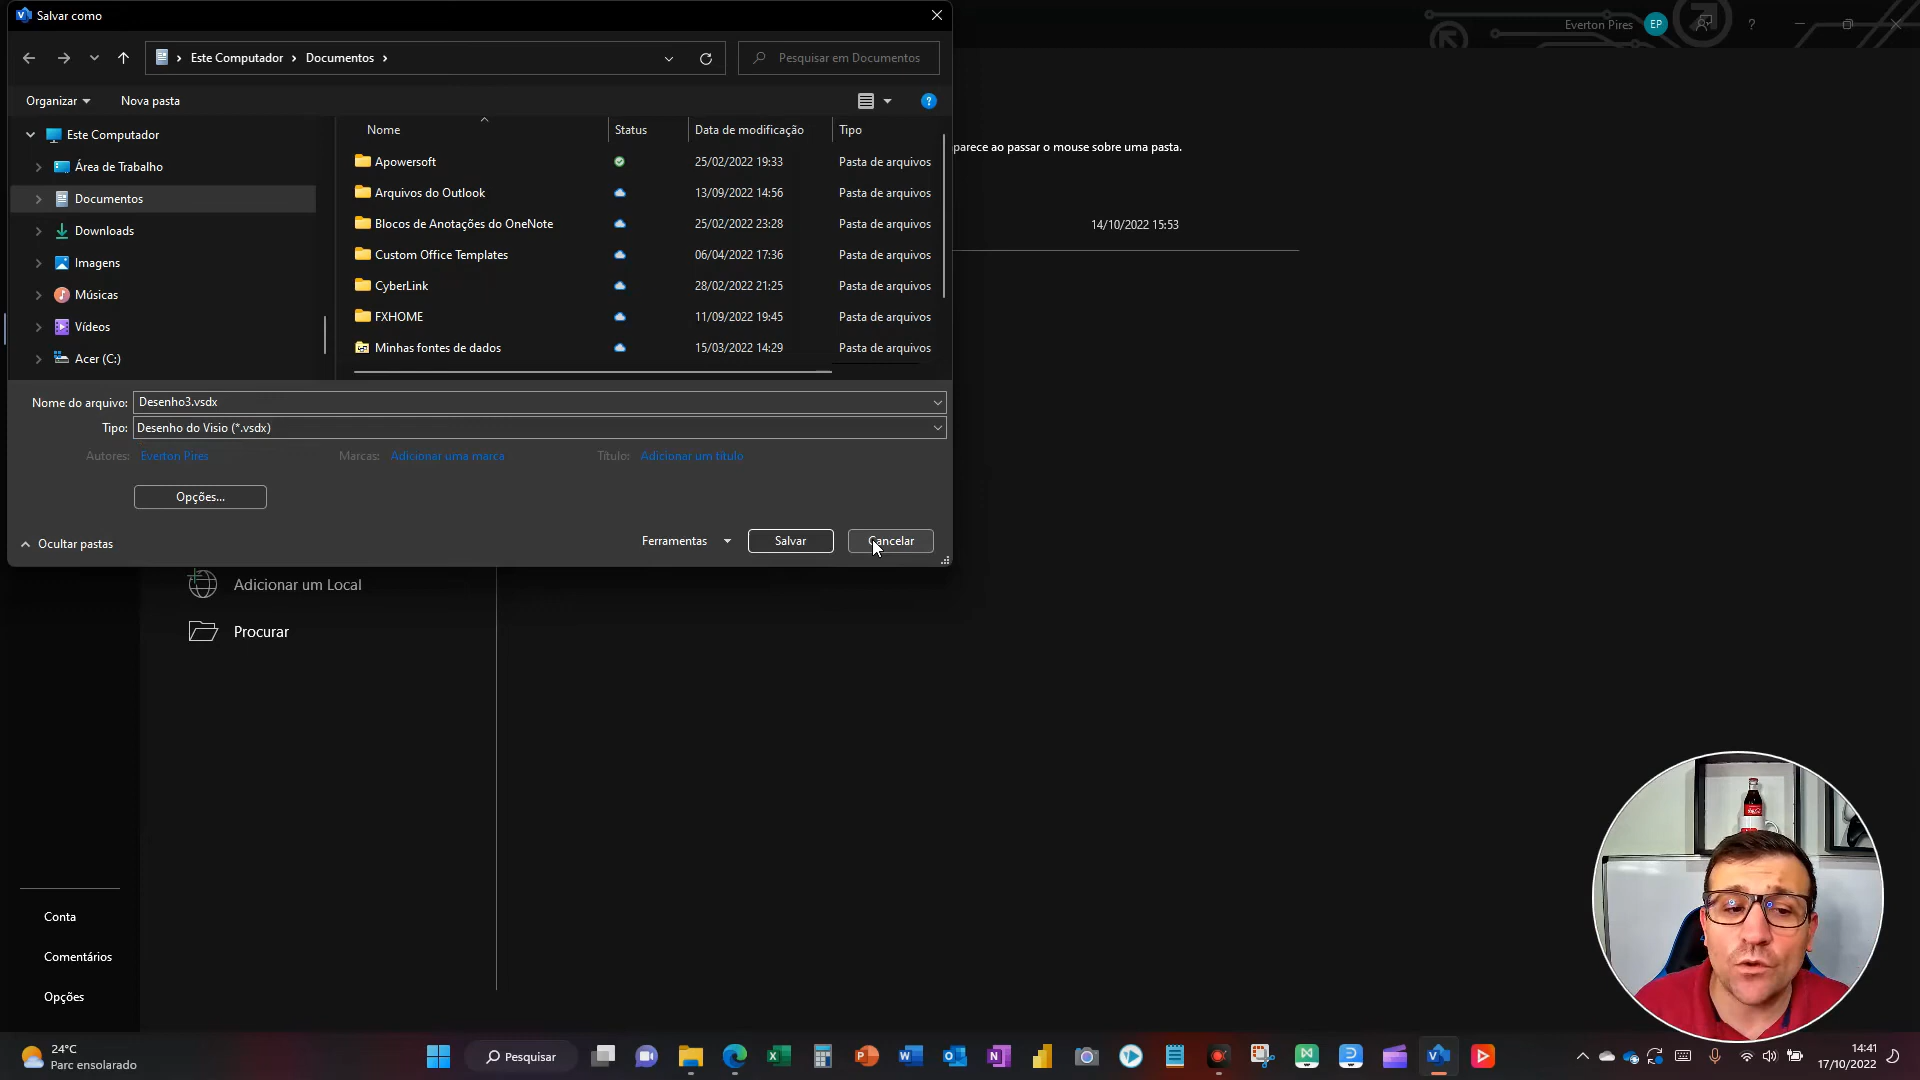 Salvar como
Everton Pires EP ?
Este Computador Documentos
Pesquisar em Documentos
Organizar Nova pasta ?
Este Computador
Área de Trabalho
Documentos
Downloads
Imagens
Músicas
Vídeos
Acer (C:)
Nome Status Data de modificação Tipo
Apowersoft 25/02/2022 19:33 Pasta de arquivos
Arquivos do Outlook 13/09/2022 14:56 Pasta de arquivos
Blocos de Anotações do OneNote 25/02/2022 23:28 Pasta de arquivos
Custom Office Templates 06/04/2022 17:36 Pasta de arquivos
CyberLink 28/02/2022 21:25 Pasta de arquivos
FXHOME 11/09/2022 19:45 Pasta de arquivos
Minhas fontes de dados 15/03/2022 14:29 Pasta de arquivos
parece ao passar o mouse sobre uma pasta.
14/10/2022 15:53
Nome do arquivo: Desenho3.vsdx
Tipo: Desenho do Visio (*.vsdx)
Autores: Everton Pires Marcas: Adicionar uma marca Título: Adicionar um título
Opções...
Ocultar pastas Ferramentas Salvar Cancelar
Adicionar um Local
Procurar
Conta
Comentários
Opções
24°C
Parc ensolarado
Pesquisar
14:41
17/10/2022